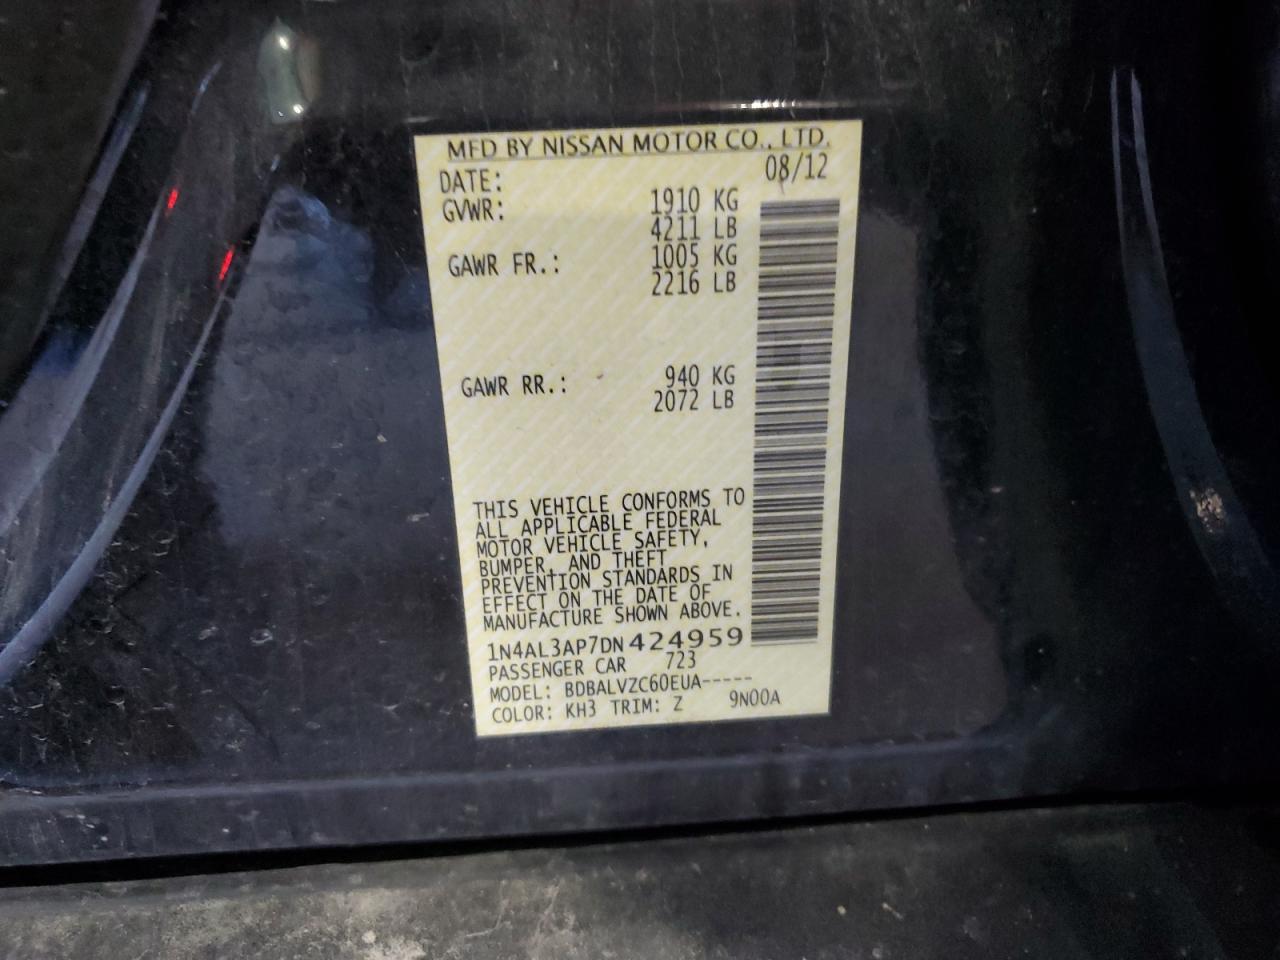 MFD BY NISSAN MOTOR CO., LTD.
DATE: 08/12
GVWR: 1910 KG
4211 LB
GAWR FR.: 1005 KG
2216 LB
GAWR RR.: 940 KG
2072 LB
THIS VEHICLE CONFORMS TO
ALL APPLICABLE FEDERAL
MOTOR VEHICLE SAFETY,
BUMPER, AND THEFT
PREVENTION STANDARDS IN
EFFECT ON THE DATE OF
MANUFACTURE SHOWN ABOVE.
1N4AL3AP7DN424959
PASSENGER CAR 723
MODEL: BDBALVZC60EUA-----
COLOR: KH3 TRIM: Z 9N00A